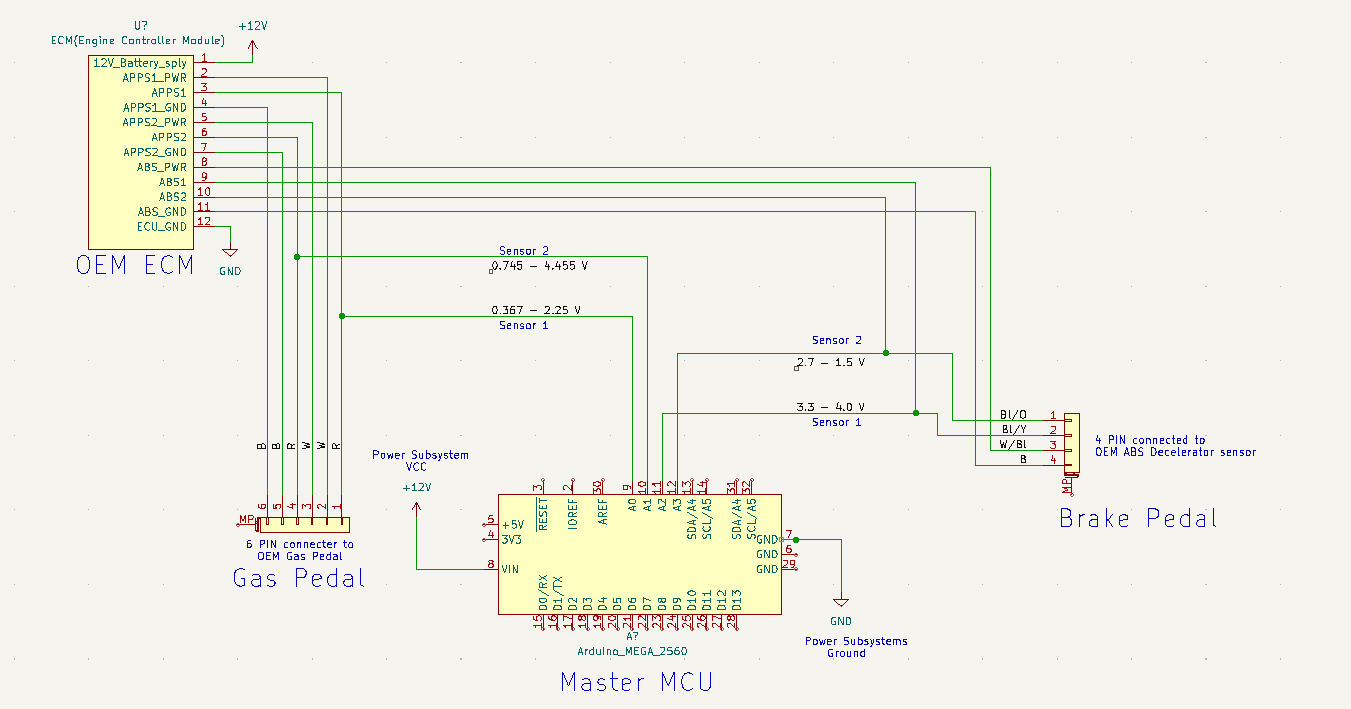 U?
ECM(Engine Controller Module)
+12V
12V_Battery_sply 1
APPS1_PWR 2
APPS1 3
APPS1_GND 4
APPS2_PWR 5
APPS2 6
APPS2_GND 7
ABS_PWR 8
ABS1 9
ABS2 10
ABS_GND 11
ECU_GND 12
OEM ECM
GND
Sensor 2
0.745 - 4.455 V
0.367 - 2.25 V
Sensor 1
Sensor 2
2.7 - 1.5 V
3.3 - 4.0 V
Sensor 1
B B R W W R
6 5 4 3 2 1
MP
6 PIN connecter to
OEM Gas Pedal
Gas Pedal
Power Subsystem
VCC
+12V
Bl/O 1
Bl/Y 2
W/Bl 3
B 4
MP
4 PIN connected to
OEM ABS Decelerator sensor
Brake Pedal
3 2 30 9 10 11 12 13 14 31 32
RESET IOREF AREF A0 A1 A2 A3 SDA/A4 SCL/A5 SDA/A4 SCL/A5
5 +5V
4 3V3
8 VIN
GND 7
GND 6
GND 29
D0/RX D1/TX D2 D3 D4 D5 D6 D7 D8 D9 D10 D11 D12 D13
15 16 17 18 19 20 21 22 23 24 25 26 27 28
A?
Arduino_MEGA_2560
Master MCU
GND
Power Subsystems
Ground